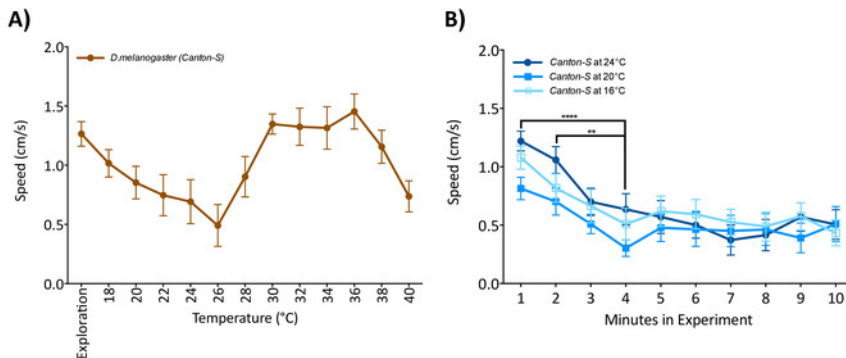 A)
D.melanogaster (Canton-S)
2.0
1.5
1.0
0.5
0.0
Speed (cm/s)
Exploration
18
20
22
24
26
28
30
32
34
36
38
40
Temperature (°C)
B)
Canton-S at 24°C
Canton-S at 20°C
Canton-S at 16°C
****
**
2.0
1.5
1.0
0.5
0.0
Speed (cm/s)
1 2 3 4 5 6 7 8 9 10
Minutes in Experiment